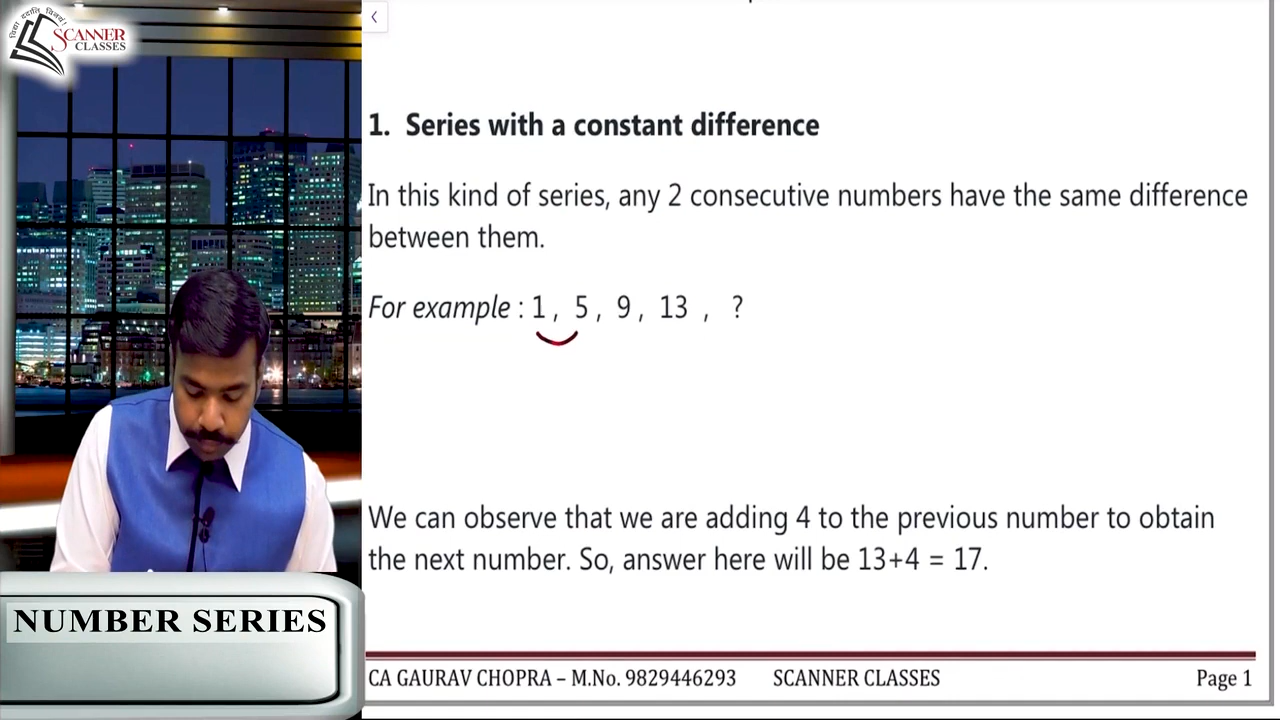 विद्या ददाति विनयं।
SCANNER
CLASSES
1. Series with a constant difference
In this kind of series, any 2 consecutive numbers have the same difference
between them.
For example : 1 , 5 , 9 , 13 , ?
We can observe that we are adding 4 to the previous number to obtain
the next number. So, answer here will be 13+4 = 17.
NUMBER SERIES
CA GAURAV CHOPRA – M.No. 9829446293 SCANNER CLASSES Page 1